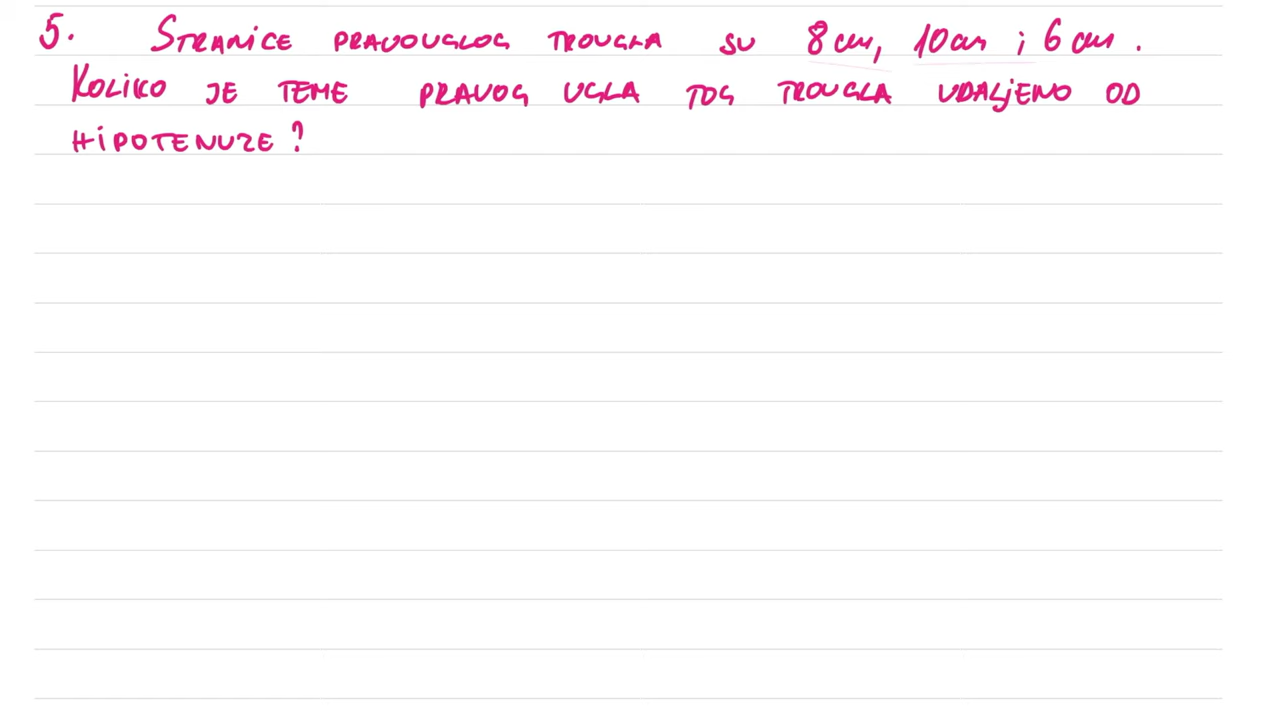 5. Stranice pravouglog trougla su 8 cm, 10 cm i 6 cm.
Koliko je teme pravog ugla tog trougla udaljeno od
hipotenuze?